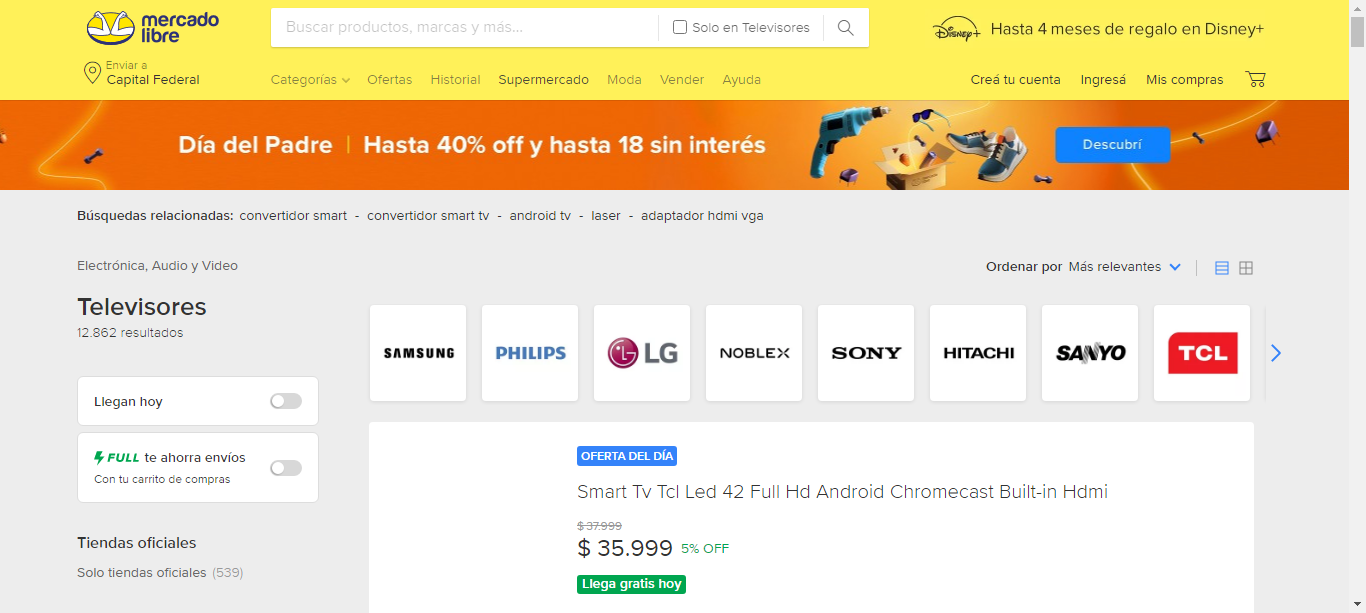 mercado libre
Buscar productos, marcas y más...
Solo en Televisores
DISNEY+
Hasta 4 meses de regalo en Disney+
Enviar a
Capital Federal
Categorías
Ofertas
Historial
Supermercado
Moda
Vender
Ayuda
Creá tu cuenta
Ingresá
Mis compras
Día del Padre | Hasta 40% off y hasta 18 sin interés
Descubrí
Búsquedas relacionadas: convertidor smart - convertidor smart tv - android tv - laser - adaptador hdmi vga
Electrónica, Audio y Video
Ordenar por Más relevantes
Televisores
12.862 resultados
SAMSUNG
PHILIPS
LG
NOBLEX
SONY
HITACHI
SANYO
TCL
Llegan hoy
FULL te ahorra envíos
Con tu carrito de compras
Tiendas oficiales
Solo tiendas oficiales (539)
OFERTA DEL DÍA
Smart Tv Tcl Led 42 Full Hd Android Chromecast Built-in Hdmi
$ 37.999
$ 35.999 5% OFF
Llega gratis hoy